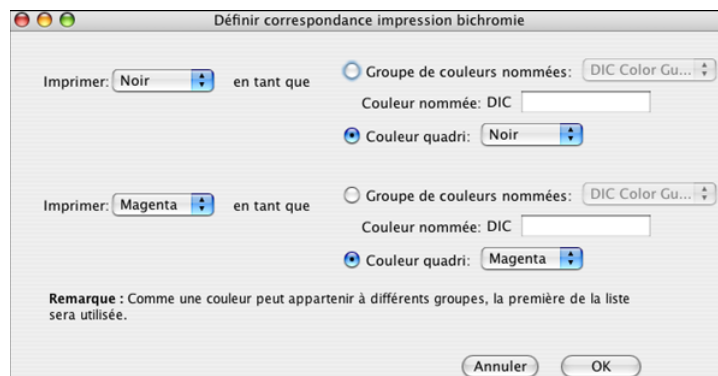 Définir correspondance impression bichromie
Imprimer: Noir en tant que Groupe de couleurs nommées: DIC Color Gu...
Couleur nommée: DIC
Couleur quadri: Noir
Imprimer: Magenta en tant que Groupe de couleurs nommées: DIC Color Gu...
Couleur nommée: DIC
Couleur quadri: Magenta
Remarque : Comme une couleur peut appartenir à différents groupes, la première de la liste
sera utilisée.
Annuler OK